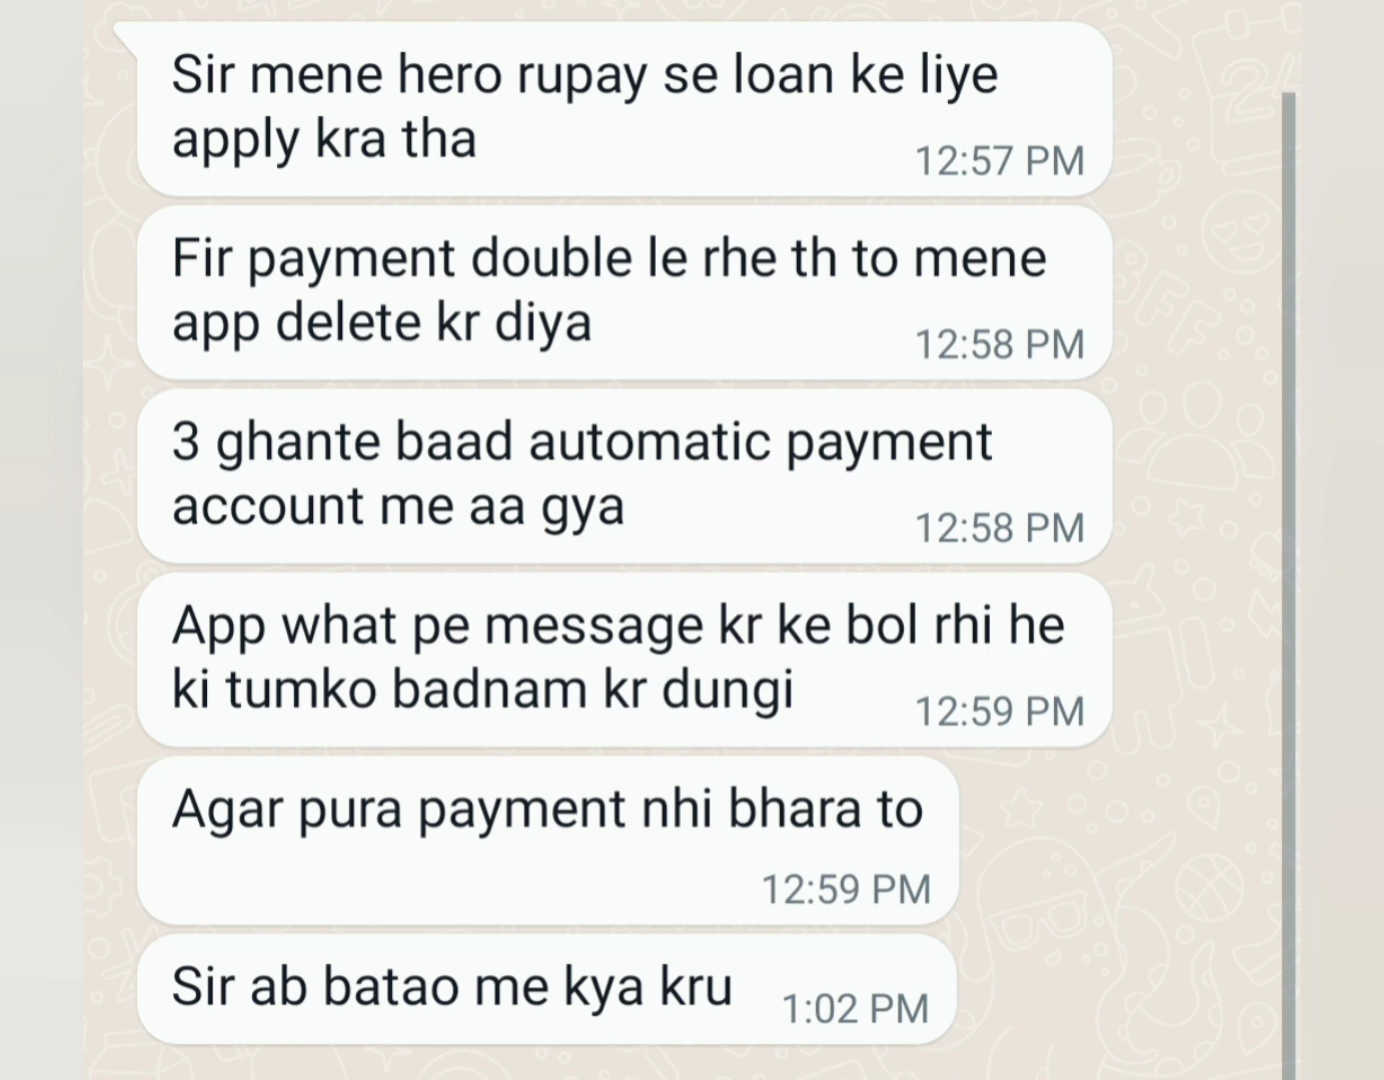 Sir mene hero rupay se loan ke liye
apply kra tha
12:57 PM
Fir payment double le rhe th to mene
app delete kr diya
12:58 PM
3 ghante baad automatic payment
account me aa gya
12:58 PM
App what pe message kr ke bol rhi he
ki tumko badnam kr dungi
12:59 PM
Agar pura payment nhi bhara to
12:59 PM
Sir ab batao me kya kru
1:02 PM